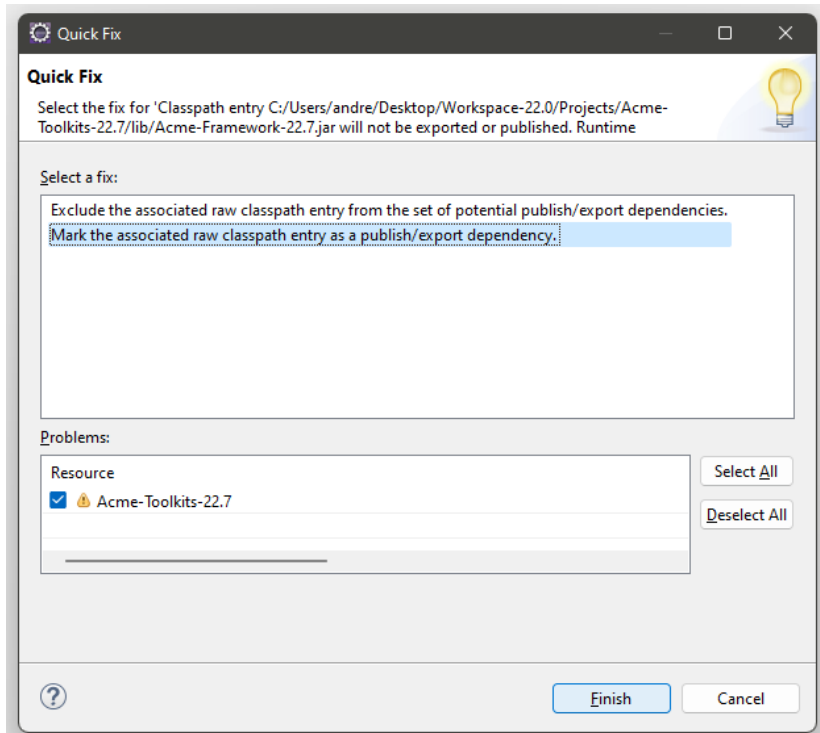 Quick Fix
Quick Fix
Select the fix for 'Classpath entry C:/Users/andre/Desktop/Workspace-22.0/Projects/Acme-
Toolkits-22.7/lib/Acme-Framework-22.7.jar will not be exported or published. Runtime
Select a fix:
Exclude the associated raw classpath entry from the set of potential publish/export dependencies.
Mark the associated raw classpath entry as a publish/export dependency.
Problems:
Resource
Select All
Acme-Toolkits-22.7
Deselect All
?
Finish
Cancel